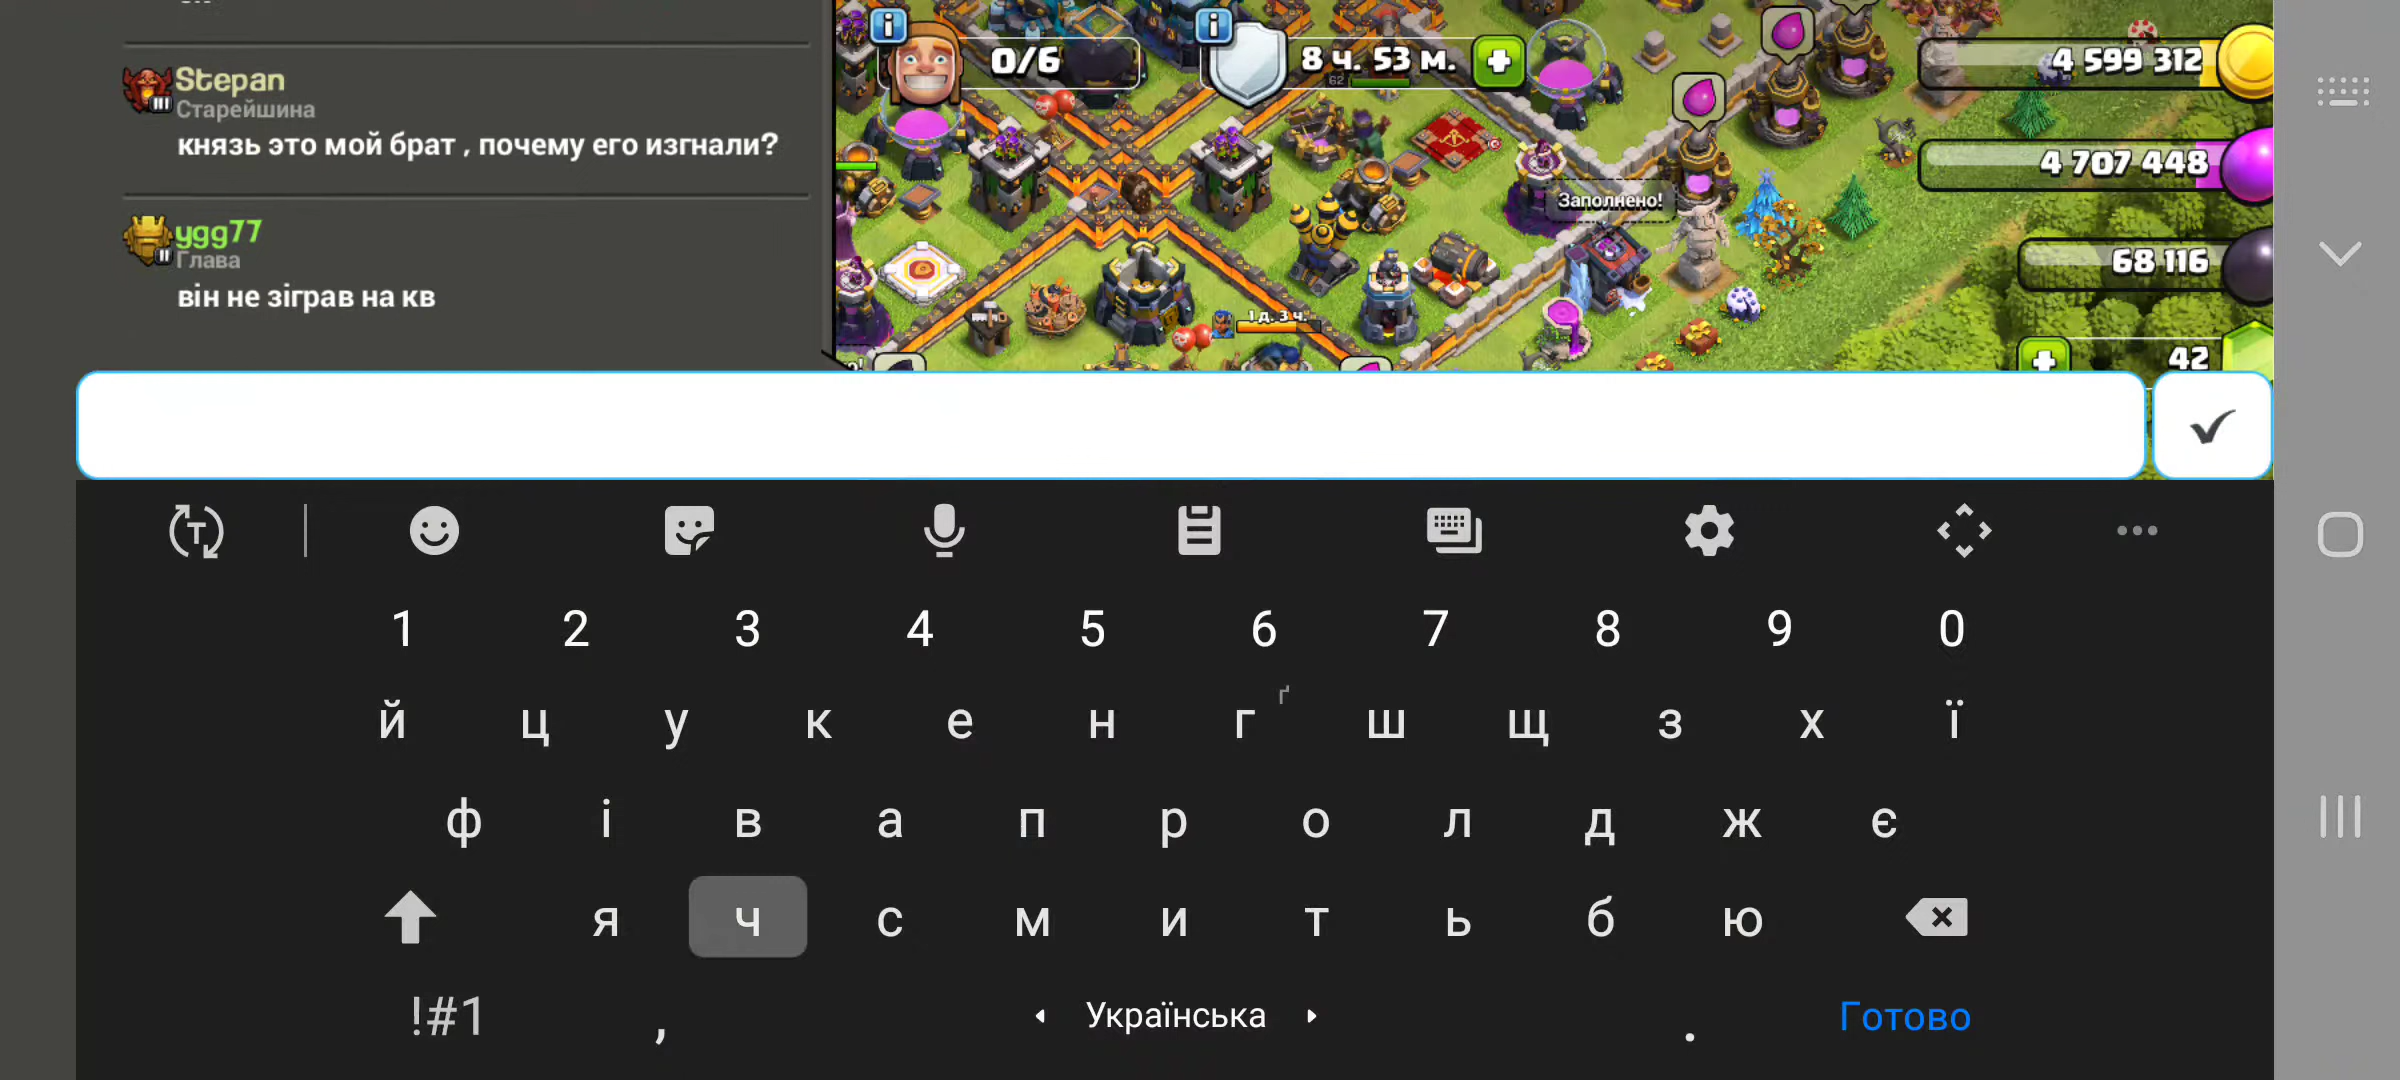 Stepan
Старейшина
князь это мой брат , почему его изгнали?
ygg77
Глава
він не зіграв на кв
0/6
8 ч. 53 м.
62
4 599 312
4 707 448
Заполнено!
68 116
1 д. 3 ч.
42
1 2 3 4 5 6 7 8 9 0
й ц у к е н г ґ ш щ з х ї
ф і в а п р о л д ж є
я ч с м и т ь б ю
!#1 , Українська . Готово